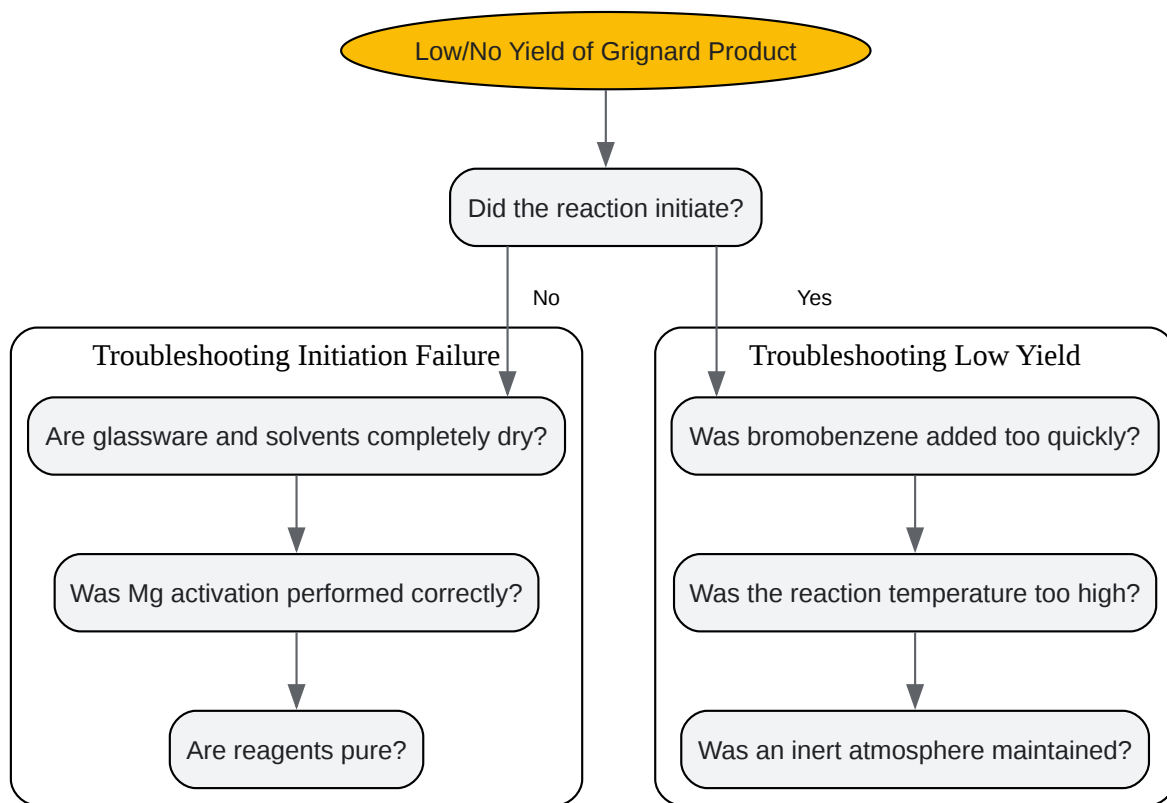 Low/No Yield of Grignard Product
Did the reaction initiate?
No
Yes
Troubleshooting Initiation Failure
Are glassware and solvents completely dry?
Was Mg activation performed correctly?
Are reagents pure?
Troubleshooting Low Yield
Was bromobenzene added too quickly?
Was the reaction temperature too high?
Was an inert atmosphere maintained?